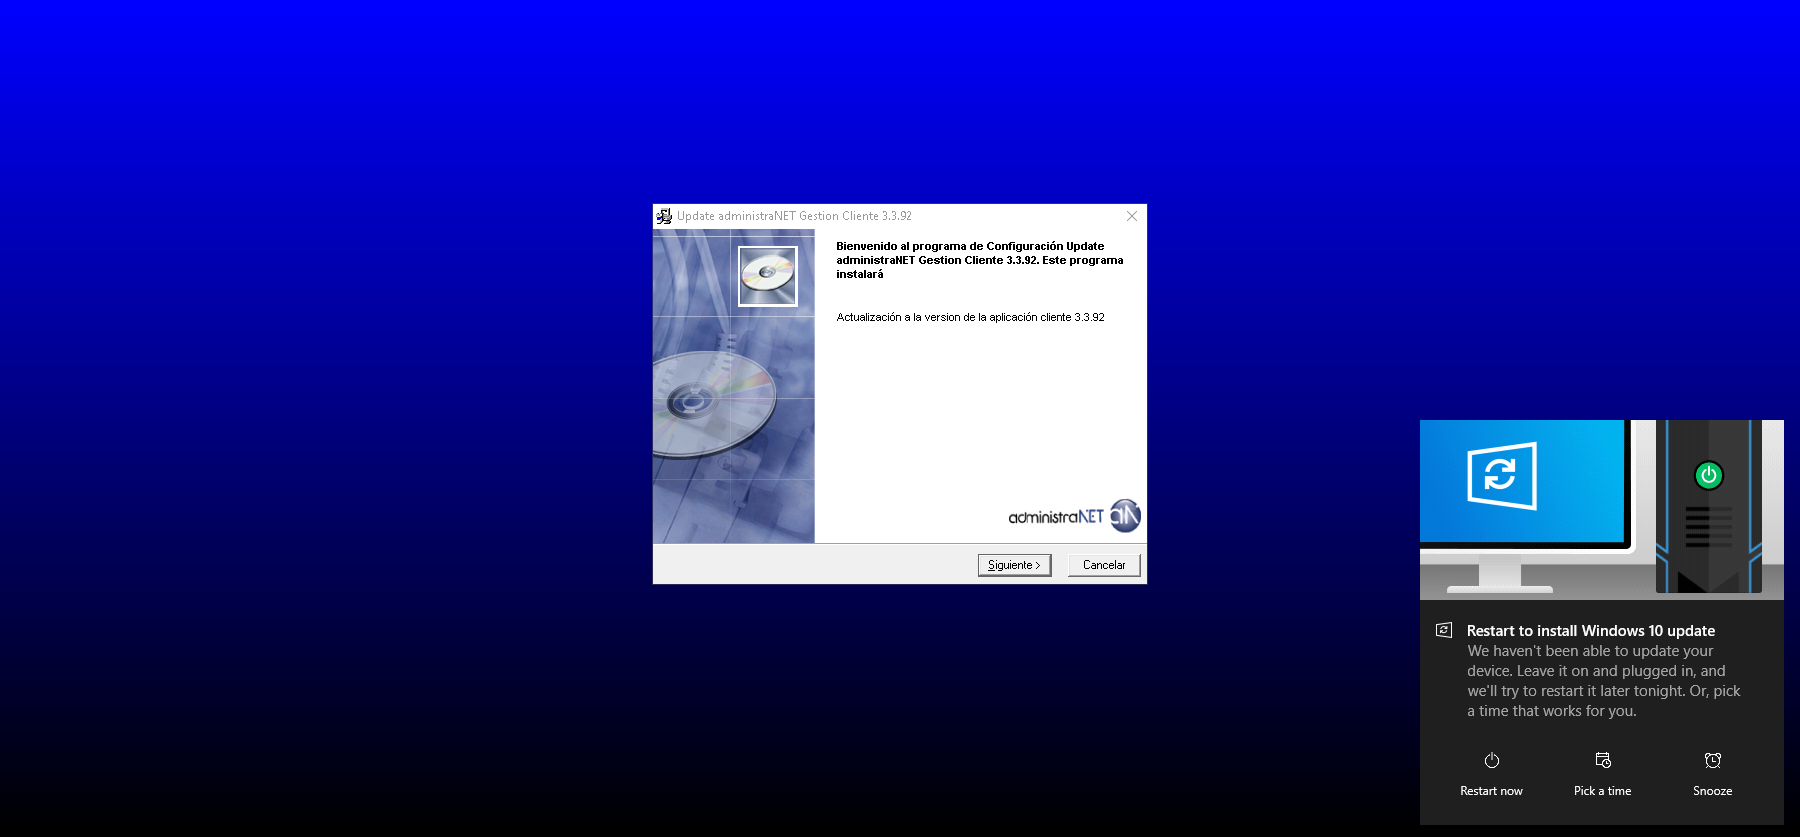 Update administraNET Gestion Cliente 3.3.92
Bienvenido al programa de Configuración Update
administraNET Gestion Cliente 3.3.92. Este programa
instalará
Actualización a la version de la aplicación cliente 3.3.92
administraNET aN
Siguiente >
Cancelar
Restart to install Windows 10 update
We haven't been able to update your
device. Leave it on and plugged in, and
we'll try to restart it later tonight. Or, pick
a time that works for you.
Restart now
Pick a time
Snooze